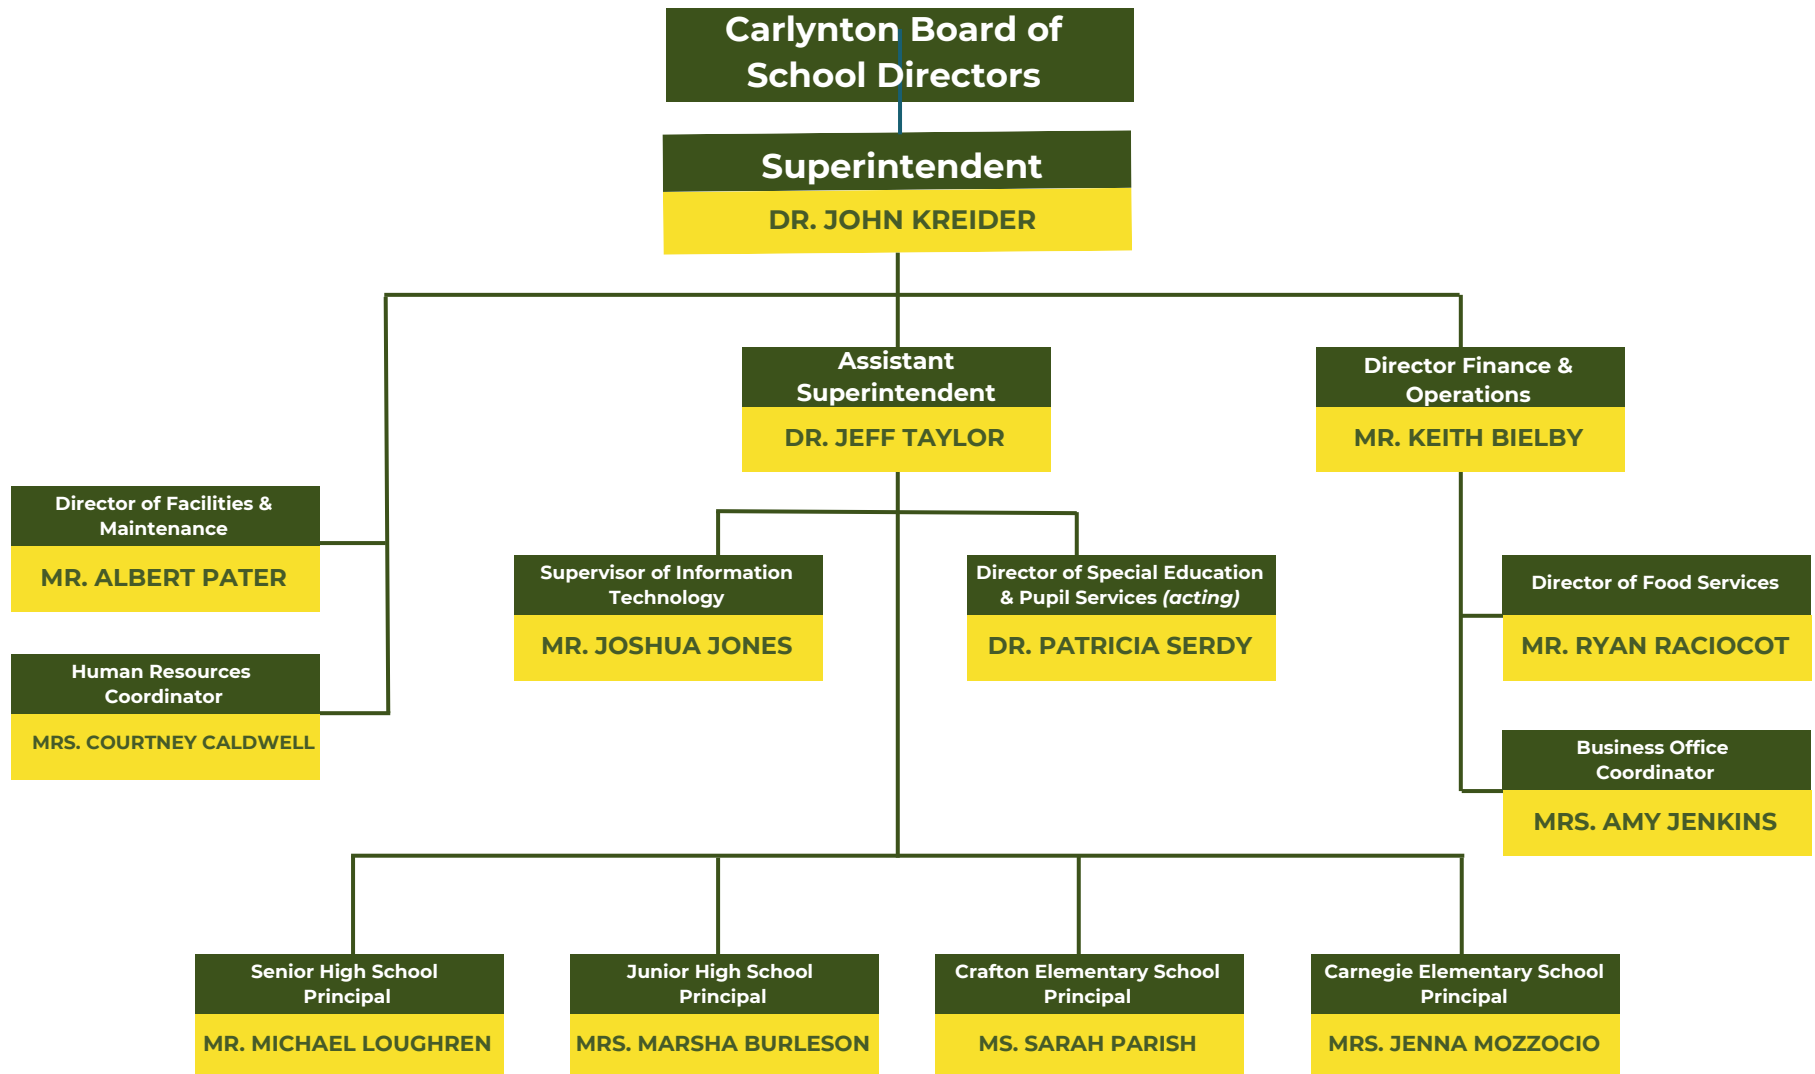 Carlynton Board of
School Directors
Superintendent
DR. JOHN KREIDER
Assistant
Superintendent
DR. JEFF TAYLOR
Director Finance &
Operations
MR. KEITH BIELBY
Director of Facilities &
Maintenance
MR. ALBERT PATER
Human Resources
Coordinator
MRS. COURTNEY CALDWELL
Supervisor of Information
Technology
MR. JOSHUA JONES
Director of Special Education
& Pupil Services (acting)
DR. PATRICIA SERDY
Director of Food Services
MR. RYAN RACIOCOT
Business Office
Coordinator
MRS. AMY JENKINS
Senior High School
Principal
MR. MICHAEL LOUGHREN
Junior High School
Principal
MRS. MARSHA BURLESON
Crafton Elementary School
Principal
MS. SARAH PARISH
Carnegie Elementary School
Principal
MRS. JENNA MOZZOCIO